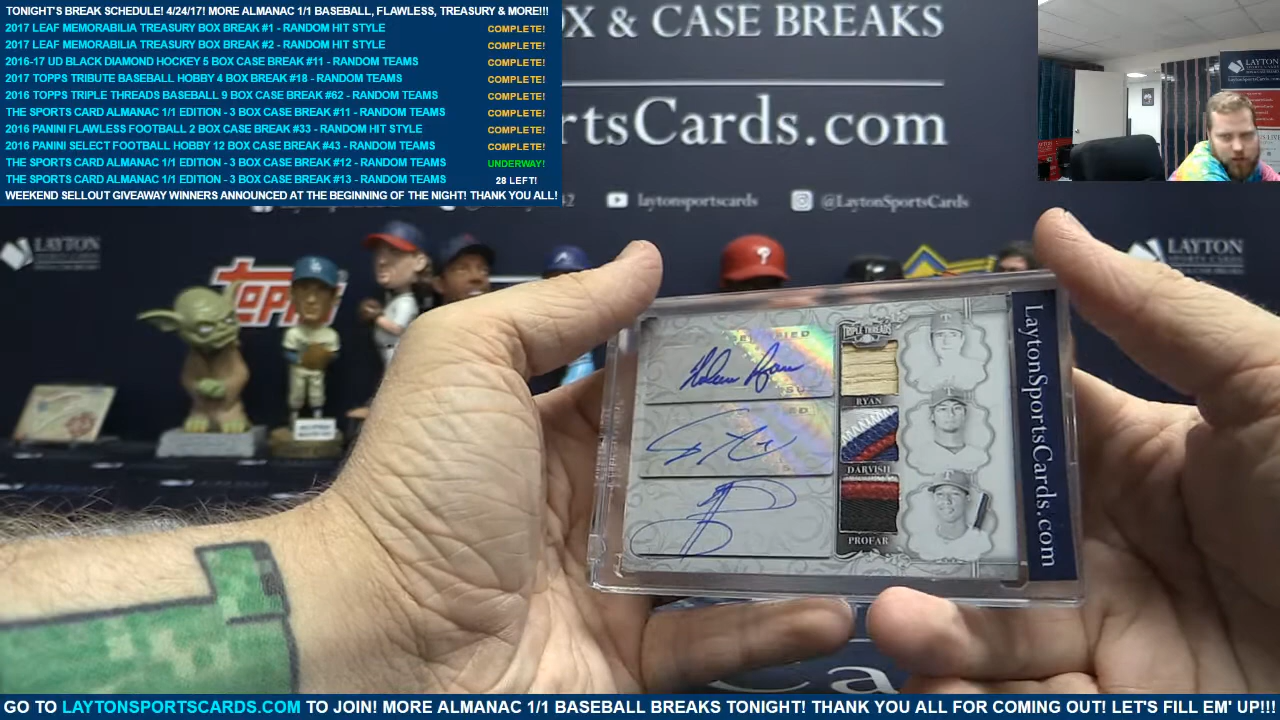 TONIGHT'S BREAK SCHEDULE! 4/24/17! MORE ALMANAC 1/1 BASEBALL, FLAWLESS, TREASURY & MORE!!!
2017 LEAF MEMORABILIA TREASURY BOX BREAK #1 - RANDOM HIT STYLE COMPLETE!
2017 LEAF MEMORABILIA TREASURY BOX BREAK #2 - RANDOM HIT STYLE COMPLETE!
2016-17 UD BLACK DIAMOND HOCKEY 5 BOX CASE BREAK #11 - RANDOM TEAMS COMPLETE!
2017 TOPPS TRIBUTE BASEBALL HOBBY 4 BOX BREAK #18 - RANDOM TEAMS COMPLETE!
2016 TOPPS TRIPLE THREADS BASEBALL 9 BOX CASE BREAK #62 - RANDOM TEAMS COMPLETE!
THE SPORTS CARD ALMANAC 1/1 EDITION - 3 BOX CASE BREAK #11 - RANDOM TEAMS COMPLETE!
2016 PANINI FLAWLESS FOOTBALL 2 BOX CASE BREAK #33 - RANDOM HIT STYLE COMPLETE!
2016 PANINI SELECT FOOTBALL HOBBY 12 BOX BREAK #43 - RANDOM TEAMS COMPLETE!
THE SPORTS CARD ALMANAC 1/1 EDITION - 3 BOX CASE BREAK #12 - RANDOM TEAMS UNDERWAY!
THE SPORTS CARD ALMANAC 1/1 EDITION - 3 BOX CASE BREAK #13 - RANDOM TEAMS 28 LEFT!
WEEKEND SELLOUT GIVEAWAY WINNERS ANNOUNCED AT THE BEGINNING OF THE NIGHT! THANK YOU ALL!
X & CASE BREAKS
rtsCards.com
laytonsportscards @LaytonSportsCards
LAYTON
LAYTON
TOPPS
TRIPLE THREADS
Nolan Ryan
RYAN
DARVISH
PROFAR
LaytonSportsCards.com
GO TO LAYTONSPORTSCARDS.COM TO JOIN! MORE ALMANAC 1/1 BASEBALL BREAKS TONIGHT! THANK YOU ALL FOR COMING OUT! LET'S FILL EM' UP!!!